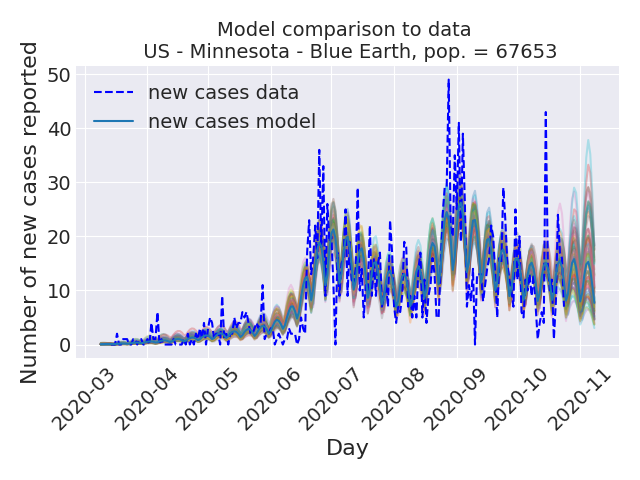 Model comparison to data
US - Minnesota - Blue Earth, pop. = 67653
Number of new cases reported
50
40
30
20
10
0
new cases data
new cases model
2020-03
2020-04
2020-05
2020-06
2020-07
2020-08
2020-09
2020-10
2020-11
Day